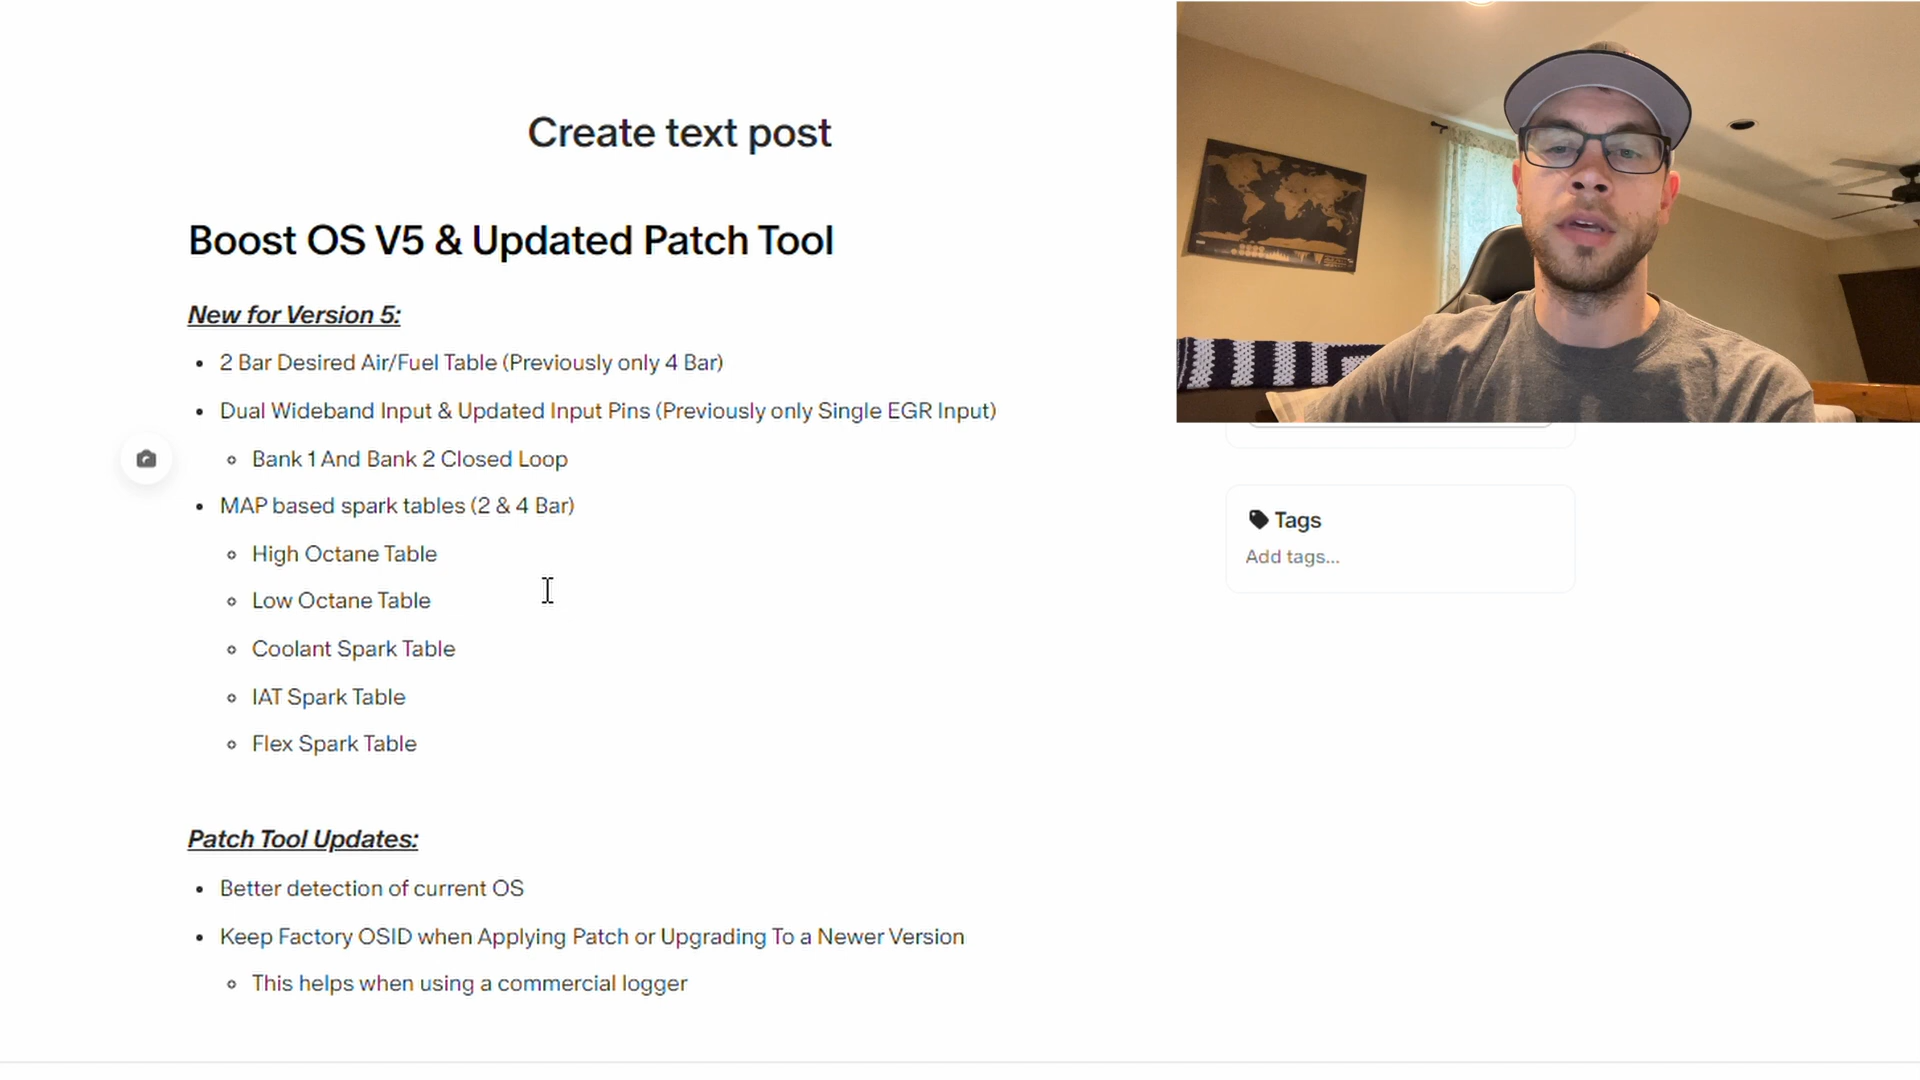 Create text post
Boost OS V5 & Updated Patch Tool
New for Version 5:
2 Bar Desired Air/Fuel Table (Previously only 4 Bar)
Dual Wideband Input & Updated Input Pins (Previously only Single EGR Input)
Bank 1 And Bank 2 Closed Loop
MAP based spark tables (2 & 4 Bar)
High Octane Table
Low Octane Table
Coolant Spark Table
IAT Spark Table
Flex Spark Table
Patch Tool Updates:
Better detection of current OS
Keep Factory OSID when Applying Patch or Upgrading To a Newer Version
This helps when using a commercial logger
Tags
Add tags...